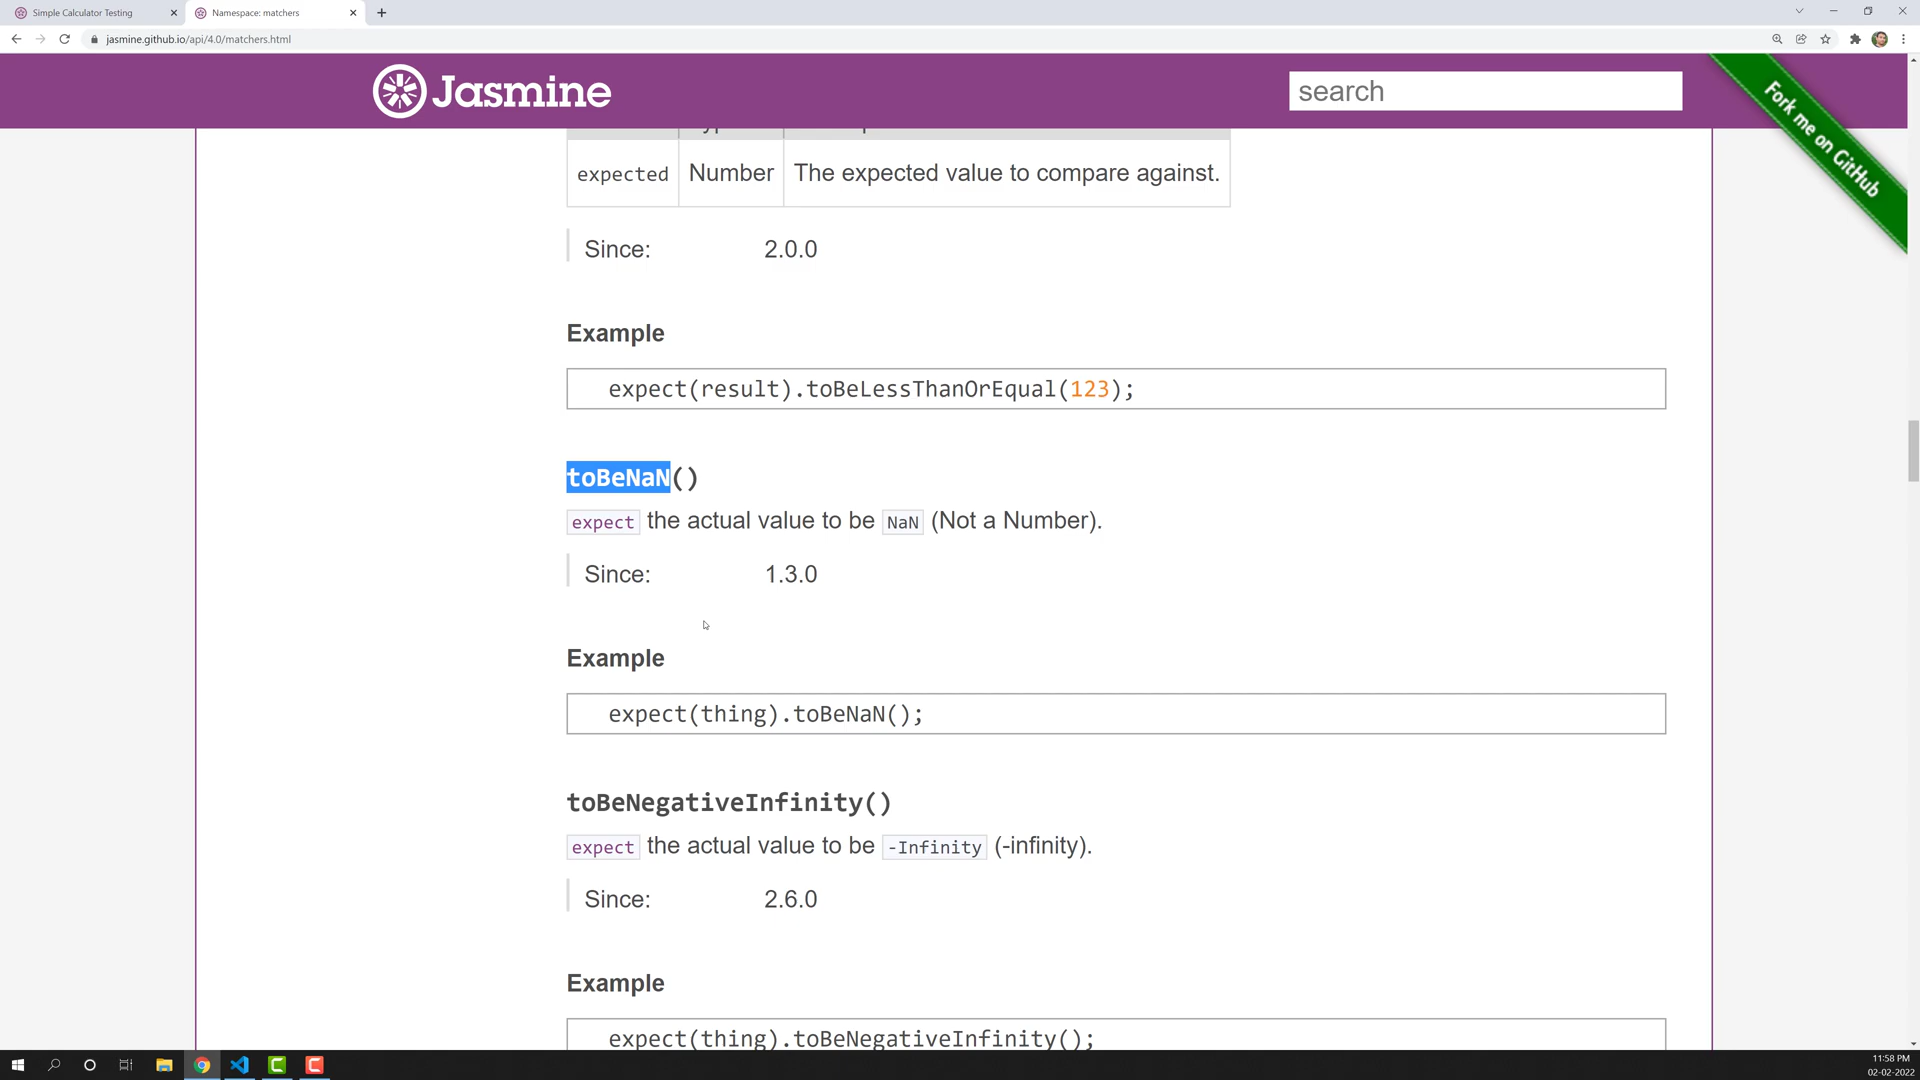 Simple Calculator Testing
Namespace: matchers
jasmine.github.io/api/4.0/matchers.html
Jasmine
search
Fork me on GitHub
expected Number The expected value to compare against.
Since: 2.0.0
Example
expect(result).toBeLessThanOrEqual(123);
toBeNaN()
expect the actual value to be NaN (Not a Number).
Since: 1.3.0
Example
expect(thing).toBeNaN();
toBeNegativeInfinity()
expect the actual value to be -Infinity (-infinity).
Since: 2.6.0
Example
expect(thing).toBeNegativeInfinity();
11:58 PM
02-02-2022